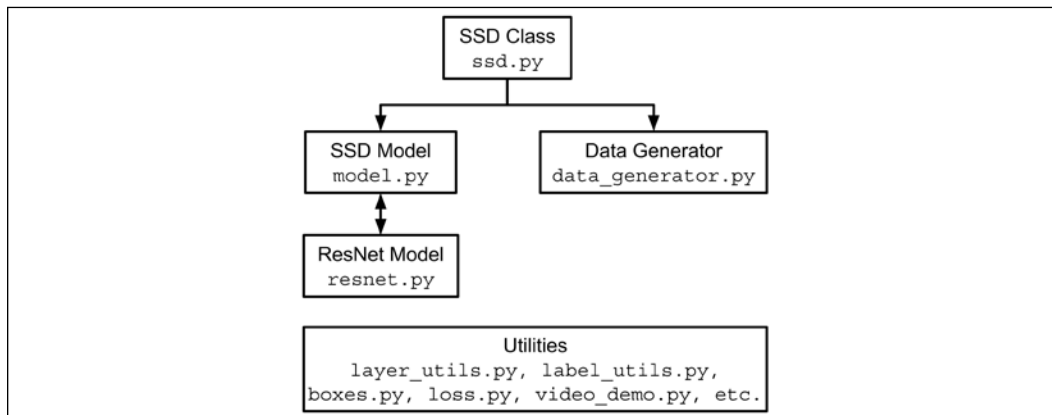 SSD Class
ssd.py
SSD Model
model.py
Data Generator
data_generator.py
ResNet Model
resnet.py
Utilities
layer_utils.py, label_utils.py,
boxes.py, loss.py, video_demo.py, etc.